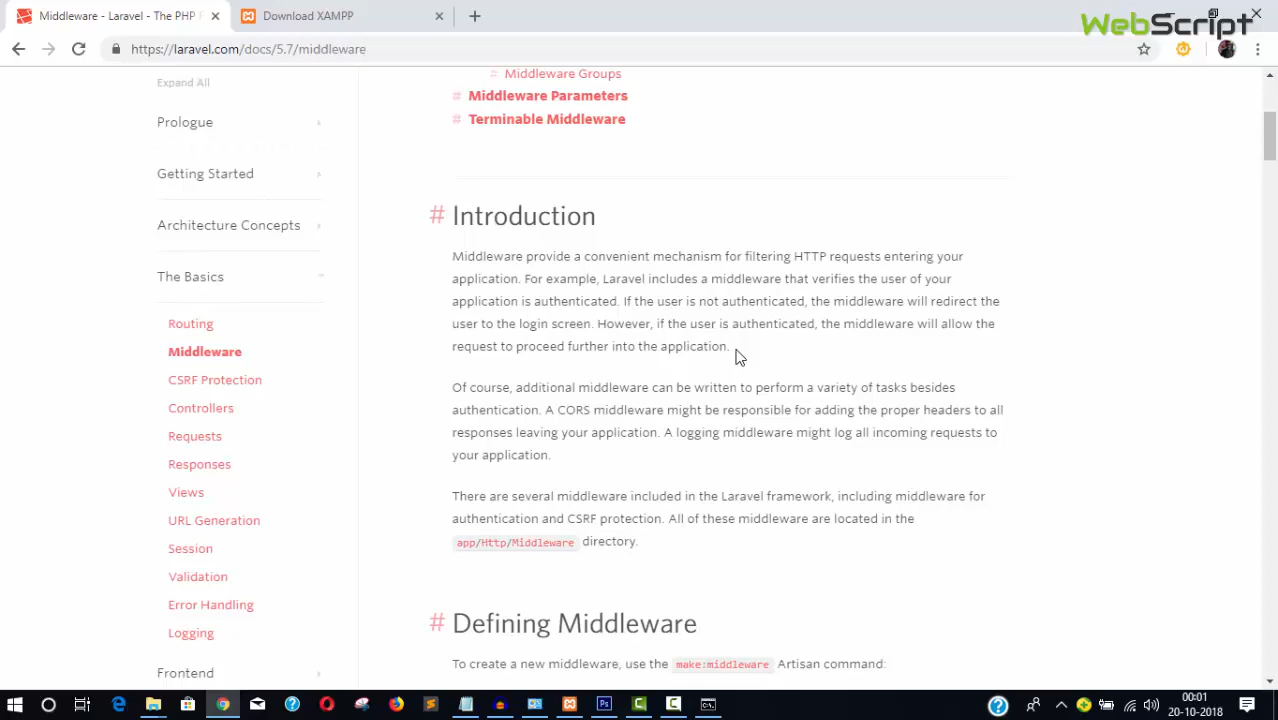 Middleware - Laravel - The PHP F
Download XAMPP
WebScript
https://laravel.com/docs/5.7/middleware
Expand All
Prologue
Getting Started
Architecture Concepts
The Basics
Routing
Middleware
CSRF Protection
Controllers
Requests
Responses
Views
URL Generation
Session
Validation
Error Handling
Logging
Frontend
# Middleware Groups
# Middleware Parameters
# Terminable Middleware
# Introduction
Middleware provide a convenient mechanism for filtering HTTP requests entering your
application. For example, Laravel includes a middleware that verifies the user of your
application is authenticated. If the user is not authenticated, the middleware will redirect the
user to the login screen. However, if the user is authenticated, the middleware will allow the
request to proceed further into the application.
Of course, additional middleware can be written to perform a variety of tasks besides
authentication. A CORS middleware might be responsible for adding the proper headers to all
responses leaving your application. A logging middleware might log all incoming requests to
your application.
There are several middleware included in the Laravel framework, including middleware for
authentication and CSRF protection. All of these middleware are located in the
app/Http/Middleware directory.
# Defining Middleware
To create a new middleware, use the make:middleware Artisan command:
00:01
20-10-2018